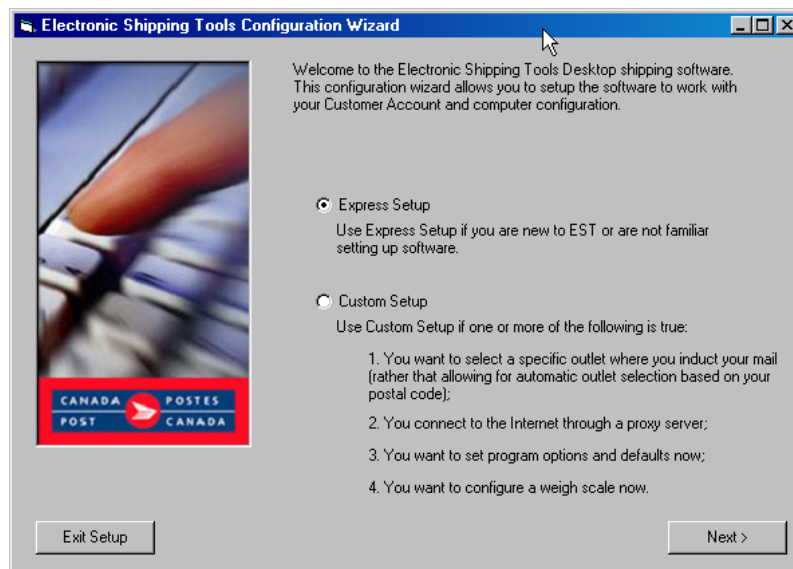 Electronic Shipping Tools Configuration Wizard
Welcome to the Electronic Shipping Tools Desktop shipping software.
This configuration wizard allows you to setup the software to work with
your Customer Account and computer configuration.
Express Setup
Use Express Setup if you are new to EST or are not familiar
setting up software.
Custom Setup
Use Custom Setup if one or more of the following is true:
1. You want to select a specific outlet where you induct your mail
(rather that allowing for automatic outlet selection based on your
postal code);
2. You connect to the Internet through a proxy server;
3. You want to set program options and defaults now;
4. You want to configure a weigh scale now.
CANADA POSTES
POST CANADA
Exit Setup
Next >